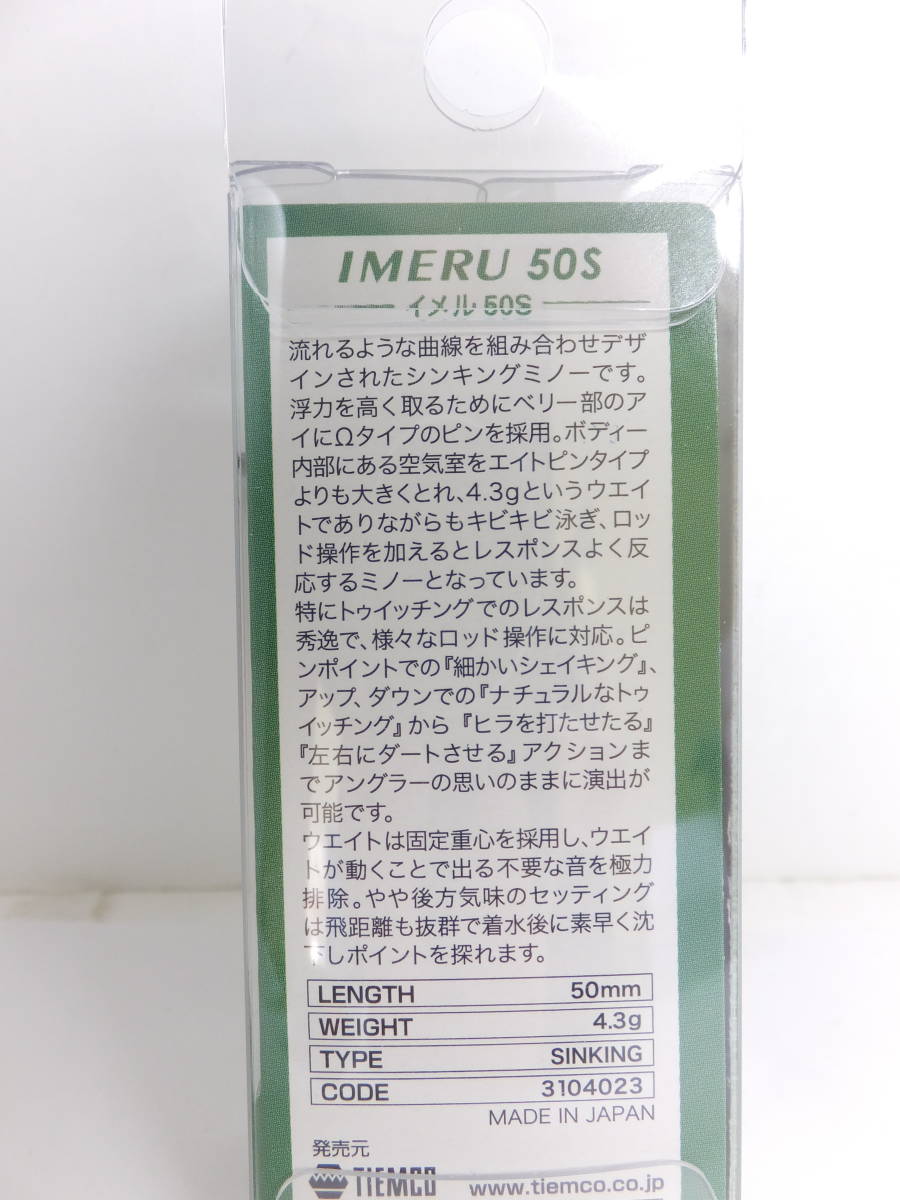 IMERU 50S
イメル 50S
流れるような曲線を組み合わせデザ
インされたシンキングミノーです。
浮力を高く取るためにベリー部のア
イにΩタイプのピンを採用。ボディー
内部にある空気室をエイトピンタイプ
よりも大きくとれ、4.3gというウエイ
トでありながらもキビキビ泳ぎ、ロッ
ド操作を加えるとレスポンスよく反
応するミノーとなっています。
特にトゥイッチングでのレスポンスは
秀逸で、様々なロッド操作に対応。ピ
ンポイントでの『細かいシェイキング』、
アップ、ダウンでの『ナチュラルなトゥ
イッチング』から『ヒラを打たせたる』
『左右にダートさせる』アクションま
でアングラーの思いのままに演出が
可能です。
ウエイトは固定重心を採用し、ウエイ
トが動くことで出る不要な音を極力
排除。やや後方気味のセッティング
は飛距離も抜群で着水後に素早く沈
下しポイントを探れます。
LENGTH 50mm
WEIGHT 4.3g
TYPE SINKING
CODE 3104023
MADE IN JAPAN
発売元
TIEMCO www.tiemco.co.jp